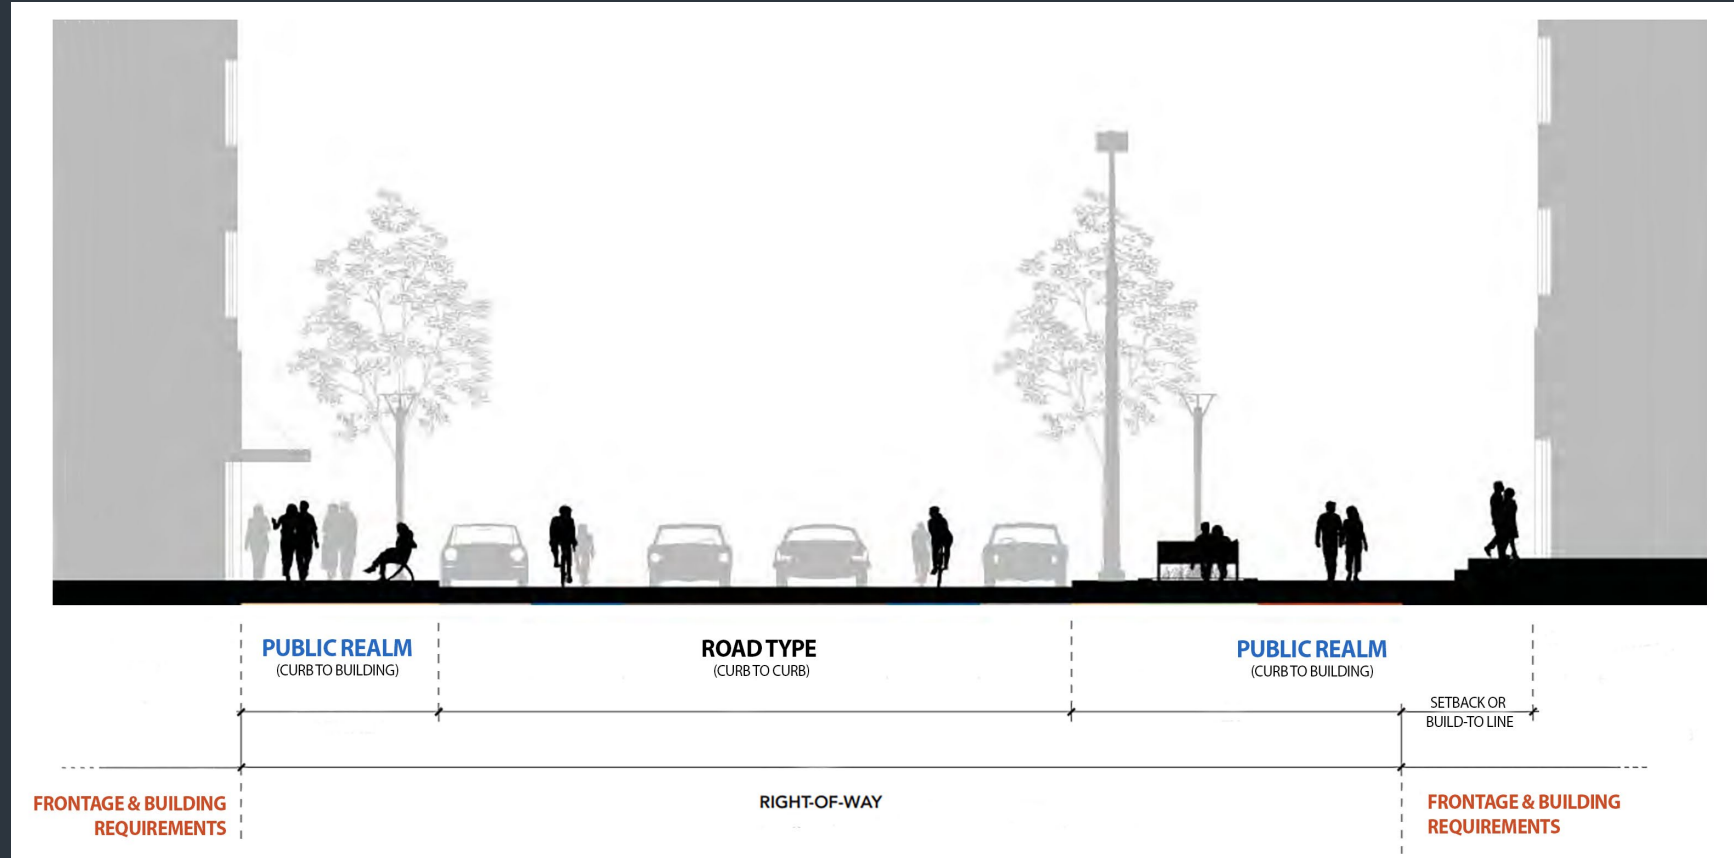 PUBLIC REALM
(CURB TO BUILDING)
ROAD TYPE
(CURB TO CURB)
PUBLIC REALM
(CURB TO BUILDING)
SETBACK OR
BUILD-TO LINE
FRONTAGE & BUILDING
REQUIREMENTS
RIGHT-OF-WAY
FRONTAGE & BUILDING
REQUIREMENTS